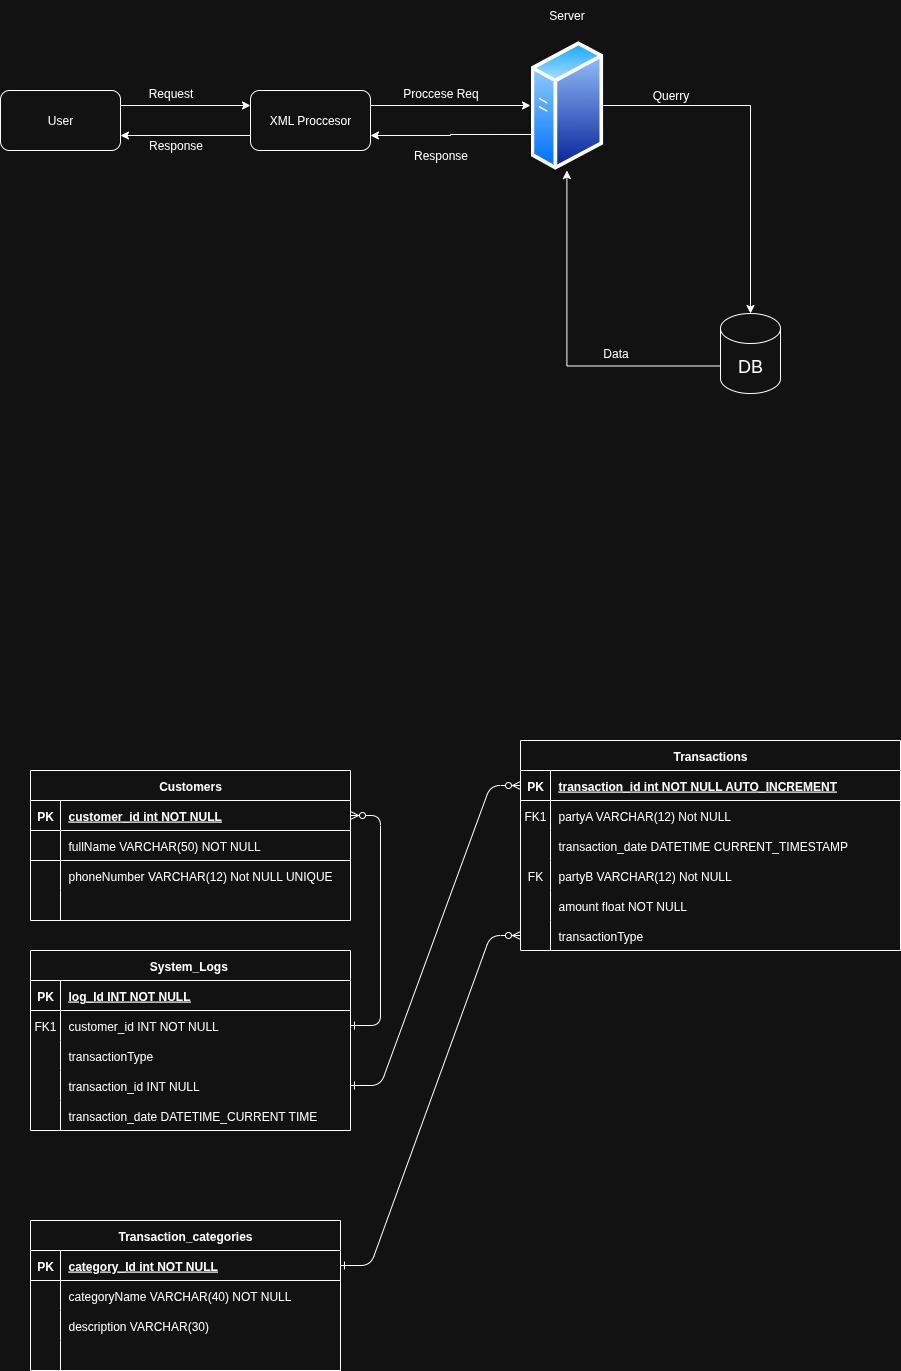 Server
Request
Proccese Req
Querry
User
XML Proccesor
Response
Response
Data
DB
Transactions
PK transaction_id int NOT NULL AUTO_INCREMENT
FK1 partyA VARCHAR(12) Not NULL
transaction_date DATETIME CURRENT_TIMESTAMP
FK partyB VARCHAR(12) Not NULL
amount float NOT NULL
transactionType
Customers
PK customer_id int NOT NULL
fullName VARCHAR(50) NOT NULL
phoneNumber VARCHAR(12) Not NULL UNIQUE
System_Logs
PK log_Id INT NOT NULL
FK1 customer_id INT NOT NULL
transactionType
transaction_id INT NULL
transaction_date DATETIME_CURRENT TIME
Transaction_categories
PK category_Id int NOT NULL
categoryName VARCHAR(40) NOT NULL
description VARCHAR(30)